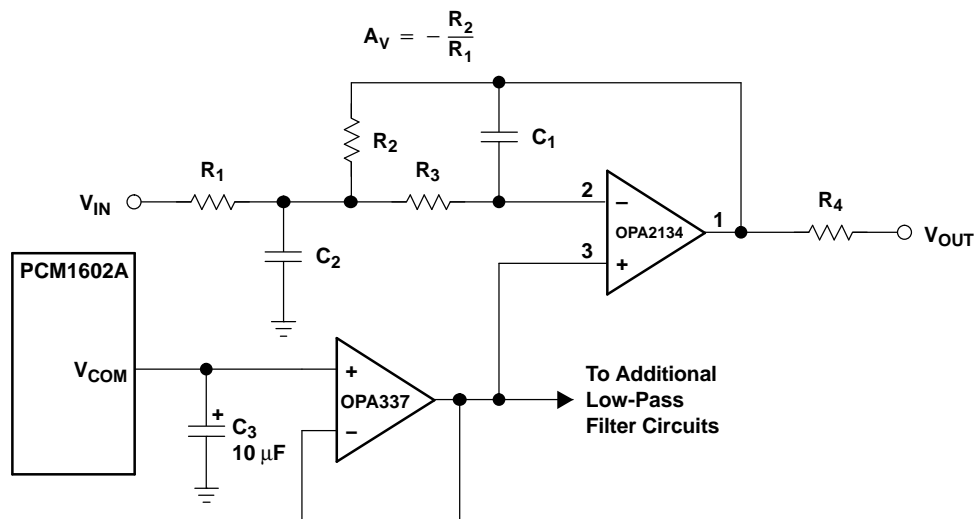 A_V = − R_2/R_1
R_2
C_1
R_1
R_3
V_IN
2
−
OPA2134
1
R_4
V_OUT
C_2
3
+
PCM1602A
V_COM
+
OPA337
−
To Additional
Low-Pass
Filter Circuits
+
C_3
10 μF